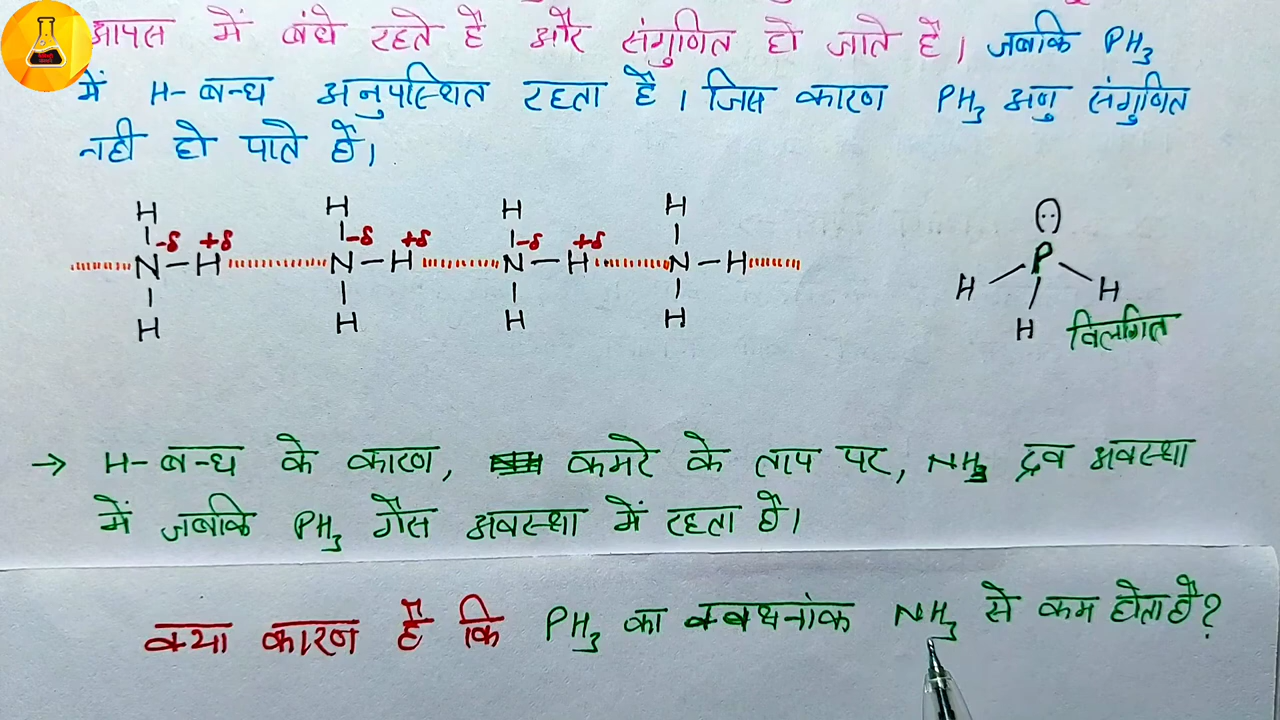 आपस में बंधे रहते हैं और संगुणित हो जाते हैं। जबकि PH₃
में H-बन्ध अनुपस्थित रहता है। जिस कारण PH₃ अणु संगुणित
नही हो पाते हैं।
H H H H
-δ +δ -δ +δ -δ +δ
N-H N-H N-H N-H
H H H H
P
H H
H
विलगित
→ H-बन्ध के कारण, कमरे के ताप पर, NH₃ द्रव अवस्था
में जबकि PH₃ गैस अवस्था में रहता है।
क्या कारण है कि PH₃ का क्वथनांक NH₃ से कम होता है?